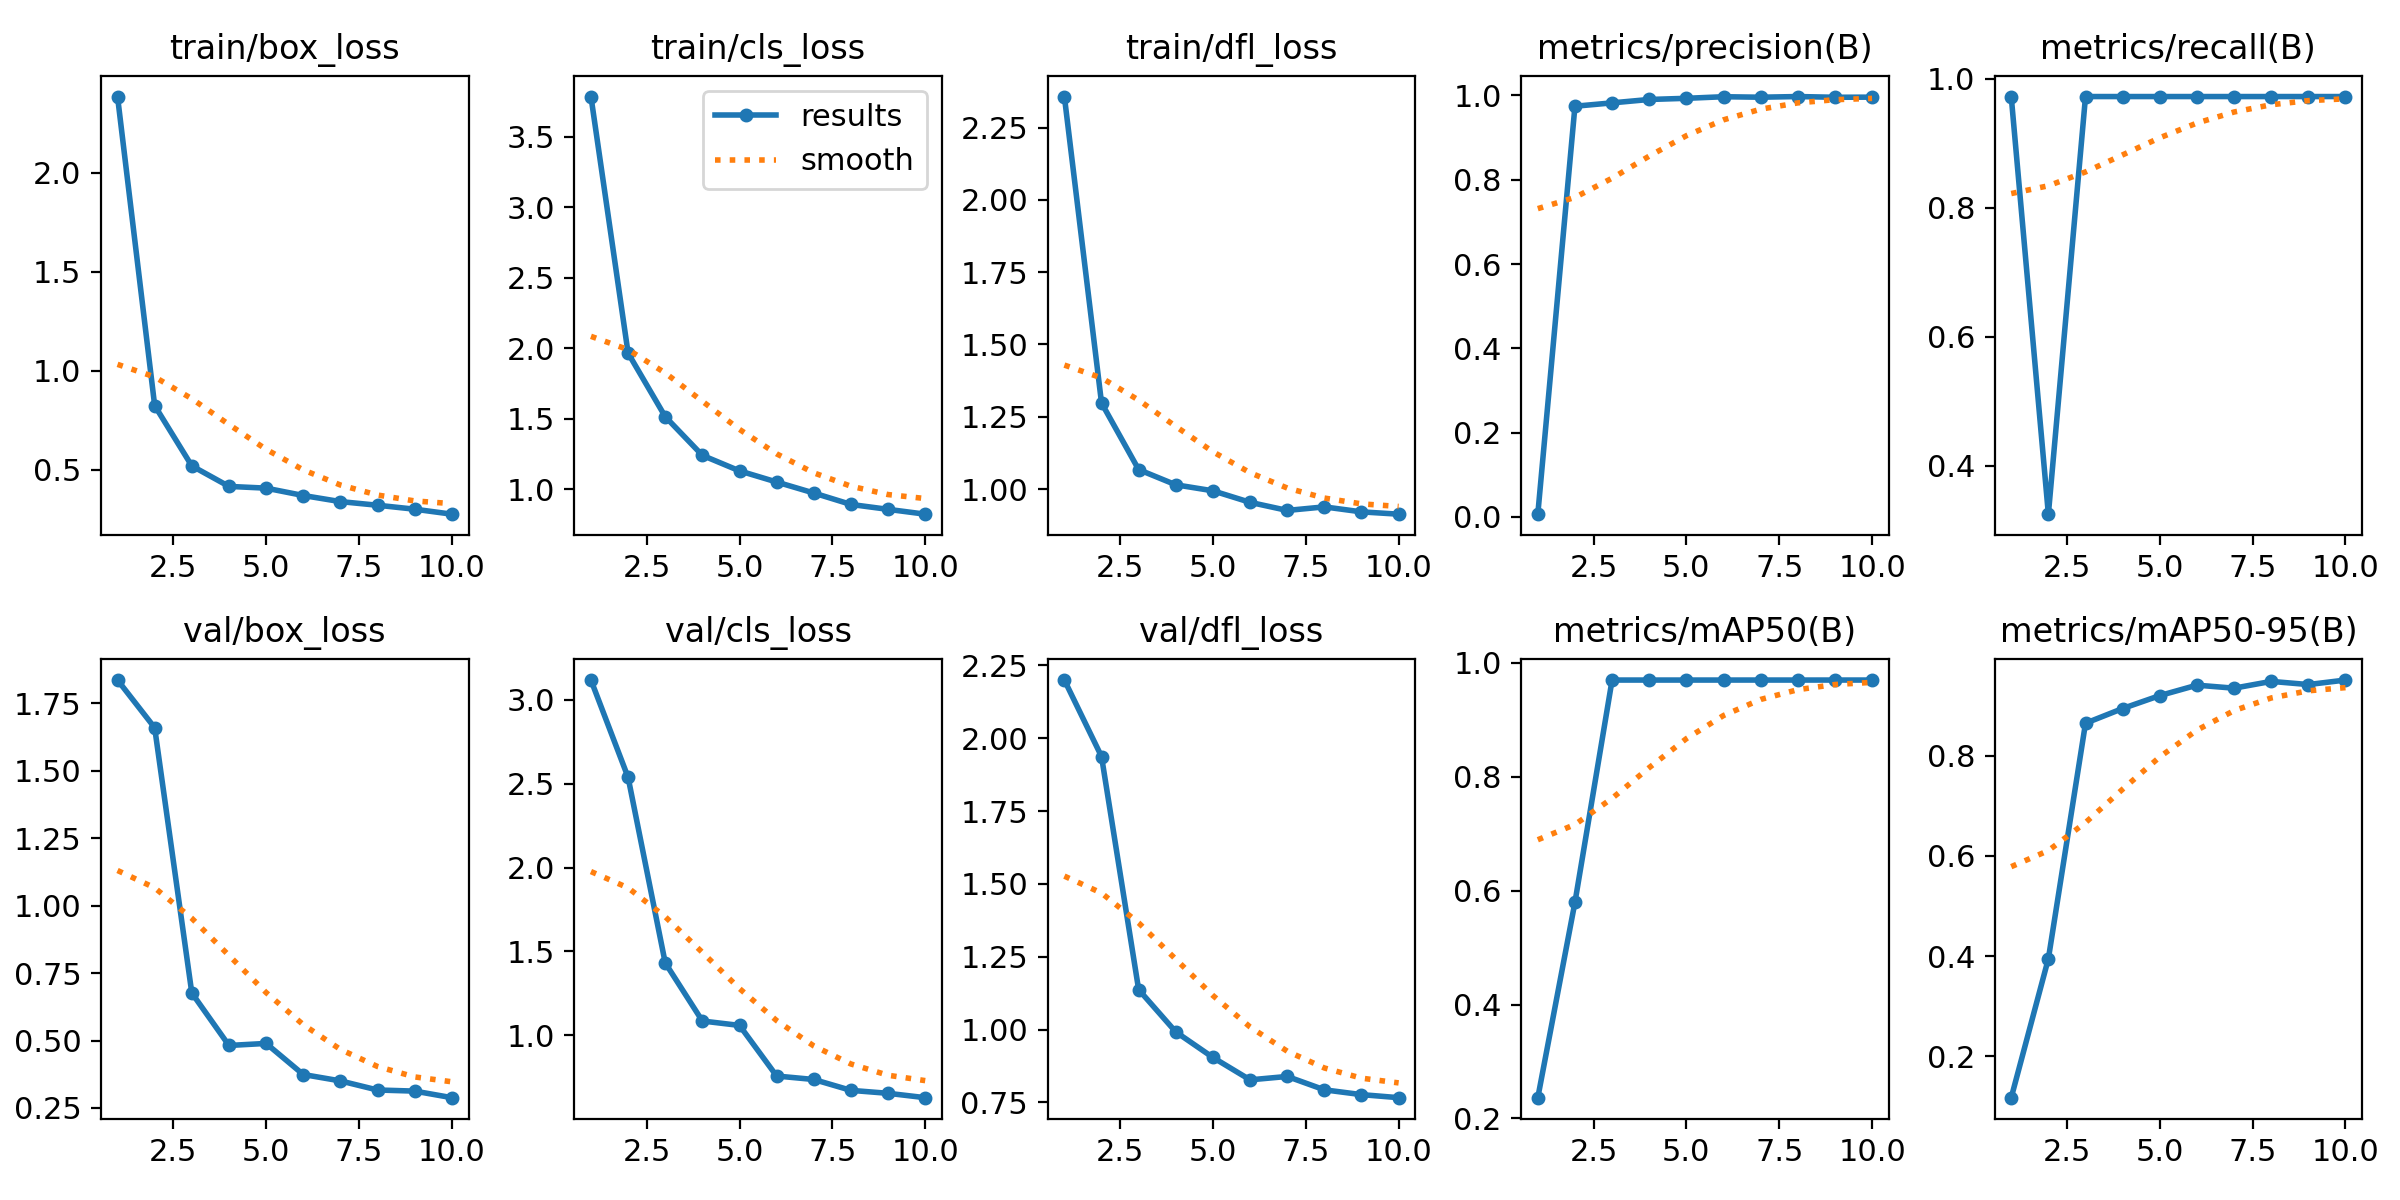 train/box_loss
2.0
1.5
1.0
0.5
2.5 5.0 7.5 10.0
train/cls_loss
results
smooth
3.5
3.0
2.5
2.0
1.5
1.0
2.5 5.0 7.5 10.0
train/dfl_loss
2.25
2.00
1.75
1.50
1.25
1.00
2.5 5.0 7.5 10.0
metrics/precision(B)
1.0
0.8
0.6
0.4
0.2
0.0
2.5 5.0 7.5 10.0
metrics/recall(B)
1.0
0.8
0.6
0.4
2.5 5.0 7.5 10.0
val/box_loss
1.75
1.50
1.25
1.00
0.75
0.50
0.25
2.5 5.0 7.5 10.0
val/cls_loss
3.0
2.5
2.0
1.5
1.0
2.5 5.0 7.5 10.0
val/dfl_loss
2.25
2.00
1.75
1.50
1.25
1.00
0.75
2.5 5.0 7.5 10.0
metrics/mAP50(B)
1.0
0.8
0.6
0.4
0.2
2.5 5.0 7.5 10.0
metrics/mAP50-95(B)
0.8
0.6
0.4
0.2
2.5 5.0 7.5 10.0